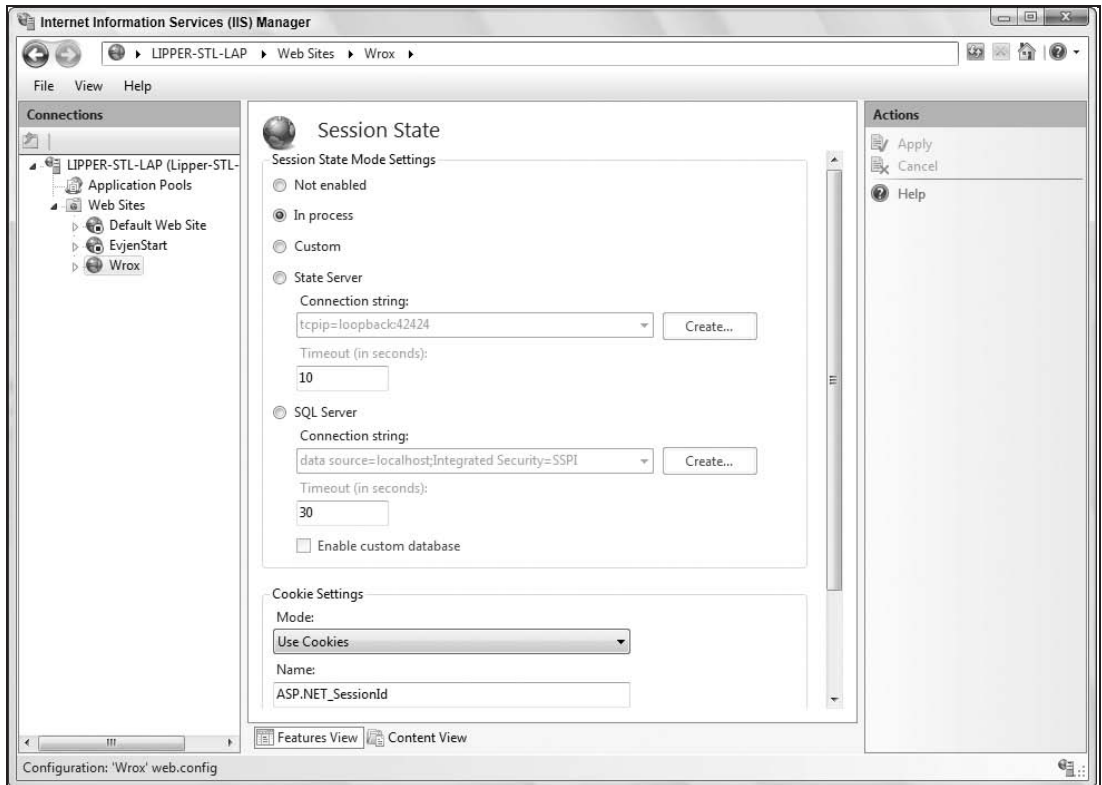 Internet Information Services (IIS) Manager
LIPPER-STL-LAP
Web Sites
Wrox
File View Help
Connections
LIPPER-STL-LAP (Lipper-STL-
Application Pools
Web Sites
Default Web Site
EvjenStart
Wrox
Session State
Session State Mode Settings
Not enabled
In process
Custom
State Server
Connection string:
tcpip=loopback:42424
Create...
Timeout (in seconds):
10
SQL Server
Connection string:
data source=localhost;Integrated Security=SSPI
Create...
Timeout (in seconds):
30
Enable custom database
Cookie Settings
Mode:
Use Cookies
Name:
ASP.NET_SessionId
Features View
Content View
Actions
Apply
Cancel
Help
Configuration: 'Wrox' web.config